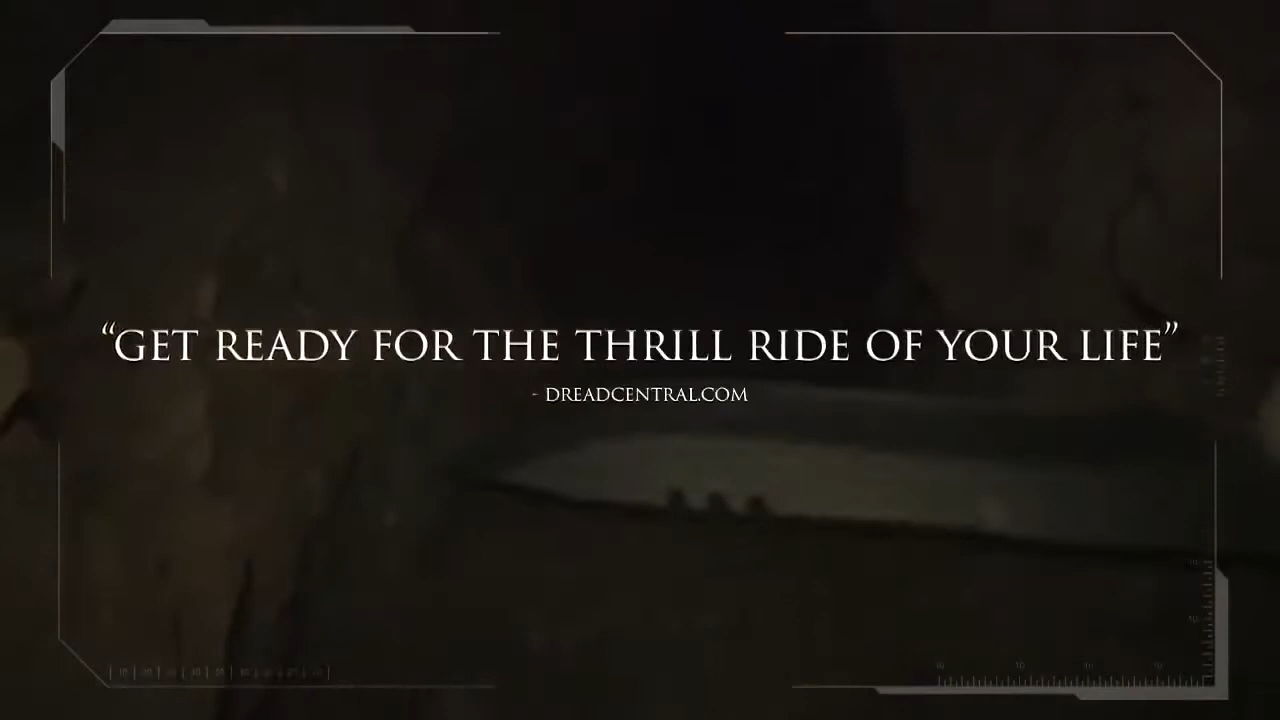 “GET READY FOR THE THRILL RIDE OF YOUR LIFE”
- DREADCENTRAL.COM